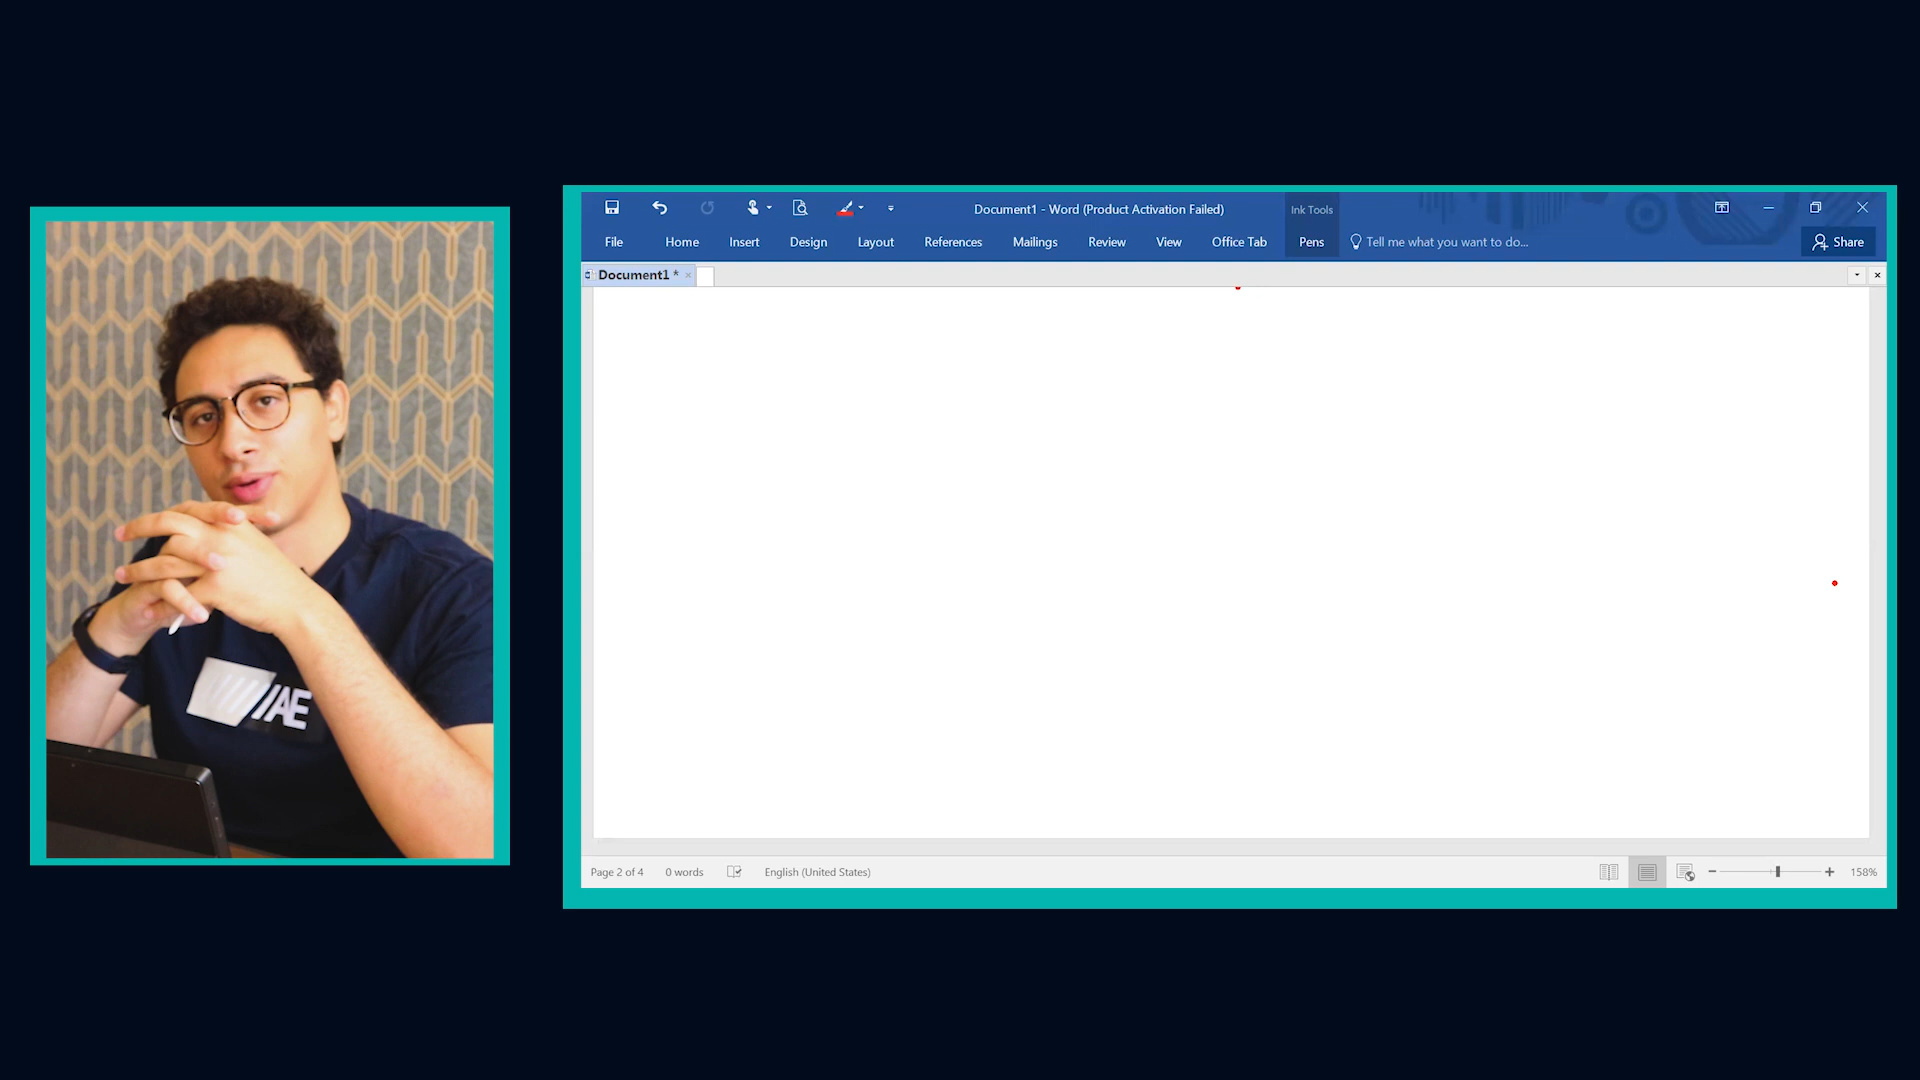 Document1 - Word (Product Activation Failed)
Ink Tools
File Home Insert Design Layout References Mailings Review View Office Tab Pens Tell me what you want to do... Share
Document1 *
AE
Page 2 of 4 0 words English (United States) 158%